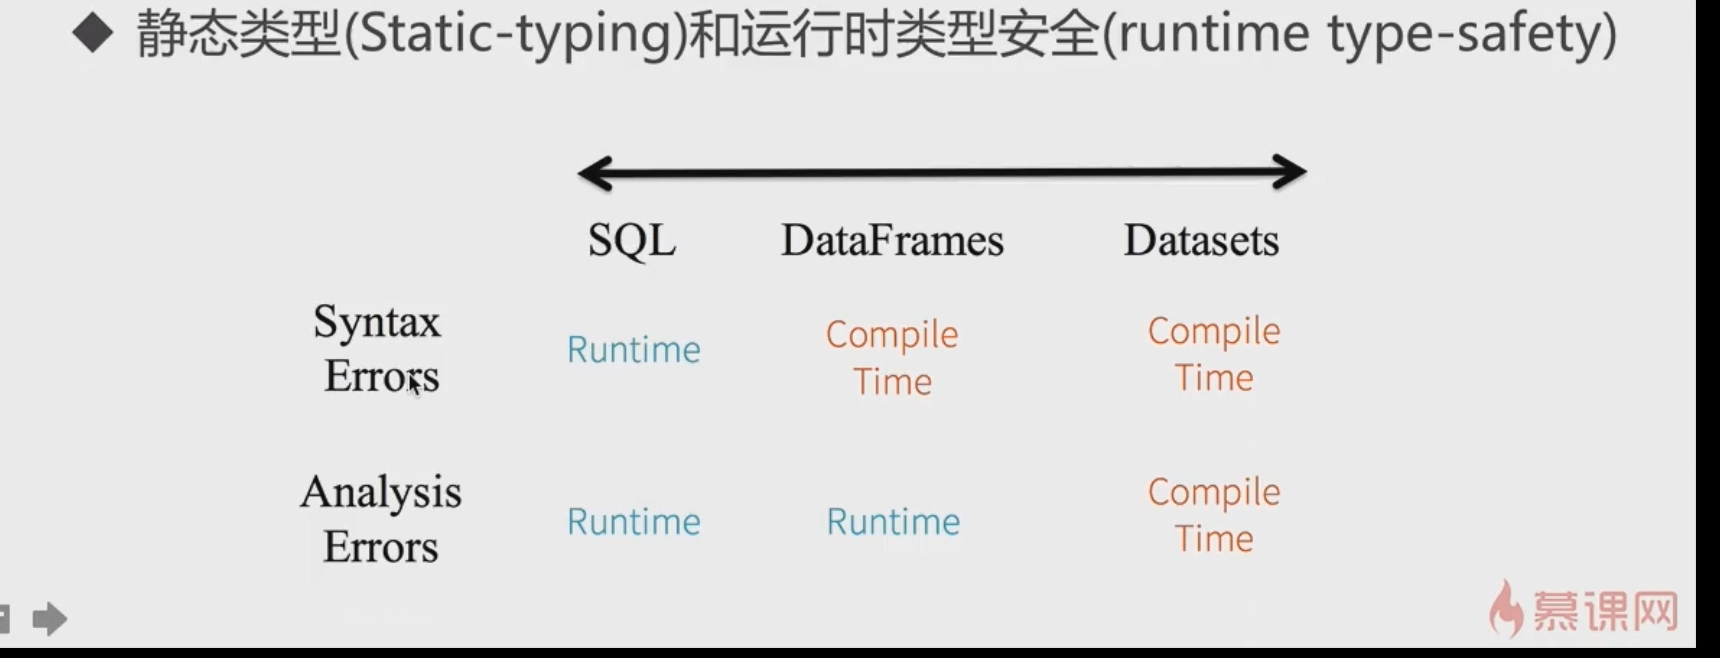 ◆ 静态类型(Static-typing)和运行时类型安全(runtime type-safety)
SQL DataFrames Datasets
Syntax
Errors
Runtime
Compile
Time
Compile
Time
Analysis
Errors
Runtime
Runtime
Compile
Time
慕课网